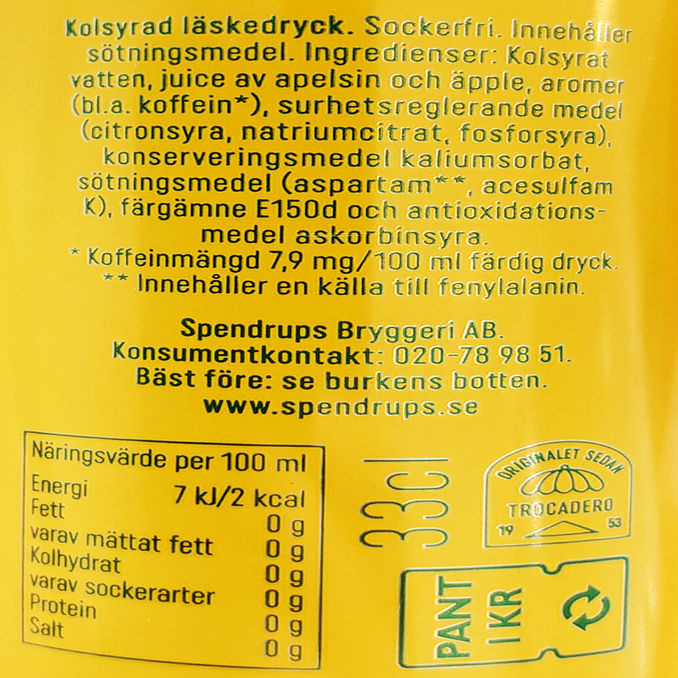 Kolsyrad läskedryck. Sockerfri. Innehåller
sötningsmedel. Ingredienser: Kolsyrat
vatten, juice av apelsin och äpple, aromer
(bl.a. koffein*), surhetsreglerande medel
(citronsyra, natriumcitrat, fosforsyra),
konserveringsmedel kaliumsorbat,
sötningsmedel (aspartam**, acesulfam
K), färgämne E150d och antioxidations-
medel askorbinsyra.
* Koffeinmängd 7,9 mg/100 ml färdig dryck.
** Innehåller en källa till fenylalanin.
Spendrups Bryggeri AB.
Konsumentkontakt: 020-78 98 51.
Bäst före: se burkens botten.
www.spendrups.se
Näringsvärde per 100 ml
Energi 7 kJ/2 kcal
Fett 0 g
varav mättat fett 0 g
Kolhydrat 0 g
varav sockerarter 0 g
Protein 0 g
Salt 0 g
33cl
ORIGINALET SEDAN
TROCADERO
19 53
PANT
1 KR